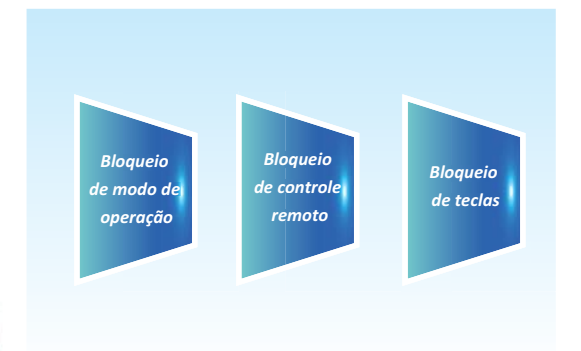 Bloqueio
de modo de
operação
Bloqueio
de controle
remoto
Bloqueio
de teclas